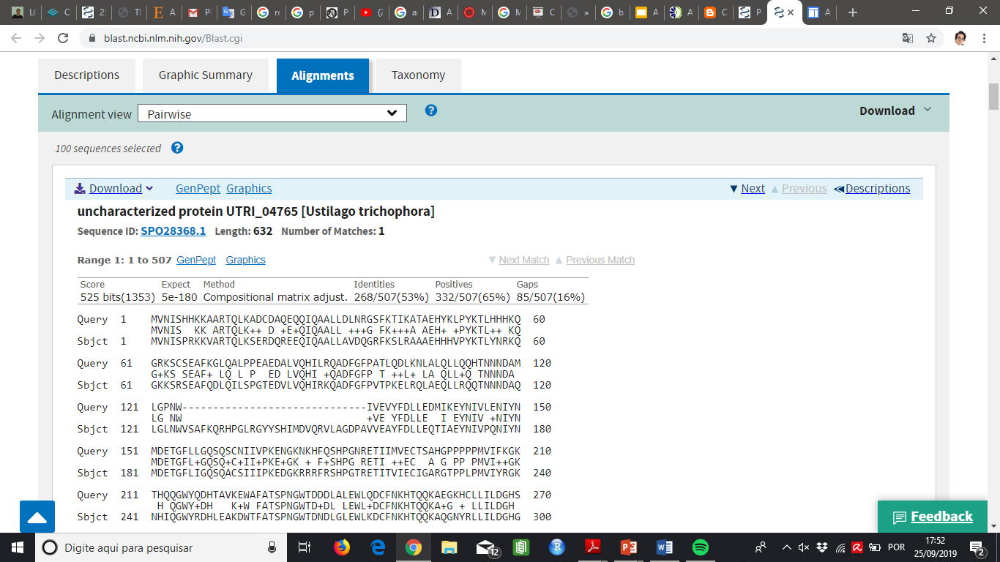 blast.ncbi.nlm.nih.gov/Blast.cgi
Descriptions Graphic Summary Alignments Taxonomy
Alignment view Pairwise Download
100 sequences selected
Download GenPept Graphics Next Previous Descriptions
uncharacterized protein UTRI_04765 [Ustilago trichophora]
Sequence ID: SPO28368.1 Length: 632 Number of Matches: 1
Range 1: 1 to 507 GenPept Graphics Next Match Previous Match
Score Expect Method Identities Positives Gaps
525 bits(1353) 5e-180 Compositional matrix adjust. 268/507(53%) 332/507(65%) 85/507(16%)
Query 1 MVNISHHKKAARTQLKADCDAQEQQIQAALLDLNRGSFKTIKATAEHYKLPYKTLHHHKQ 60
MVNIS  KK ARTQLK++ D +E+QIQAALL +++G FK+++A AEH+ +PYKTL++ KQ
Sbjct 1 MVNISPRKKVARTQLKSERDQREEQIQAALLAVDQGRFKSLRAAAEHHHVPYKTLYNRKQ 60
Query 61 GRKSCSEAFKGLQALPPEAEDALVQHILRQADFGFPATLQDLKNLALQLLQQHTNNNDAM 120
G+KS SEAF+ LQ L P  ED LVQHI +QADFGFP T ++L+ LA QLL+Q TNNNDA
Sbjct 61 GKKSRSEAFQDLQILSPGTEDVLVQHIRKQADFGFPVTPKELRQLAEQLLRQQTNNNDAQ 120
Query 121 LGPNW------------------------------IVEVYFDLLEDMIKEYNIVLENIYN 150
LG NW                              +VE YFDLLE  I EYNIV +NIYN
Sbjct 121 LGLNWVSAFKQRHPGLRGYYSHIMDVQRVLAGDPAVVEAYFDLLEQTIAEYNIVPQNIYN 180
Query 151 MDETGFLLGQSQSCNIIVPKENGKNKHFQSHPGNRETIIMVECTSAHGPPPPPMVIFKGK 210
MDETGFL+GQSQ+C+II+PKE+GK + F+SHPG RETI ++EC  A G PP PMVI++GK
Sbjct 181 MDETGFLIGQSQACSIIIPKEDGKRRRFRSHPGTRETITVIECIGARGTPPLPMVIYRGK 240
Query 211 THQQGWYQDHTAVKEWAFATSPNGWTDDDLALEWLQDCFNKHTQQKAEGKHCLLILDGHS 270
H QGWY+DH  K+W FATSPNGWTD+DL LEWL+DCFNKHTQQKA+G + LLILDGH
Sbjct 241 NHIQGWYRDHLEAKDWTFATSPNGWTDNDLGLEWLKDCFNKHTQQKAQGNYRLLILDGHG 300
Feedback
Digite aqui para pesquisar
12
POR
17:52
25/09/2019
2